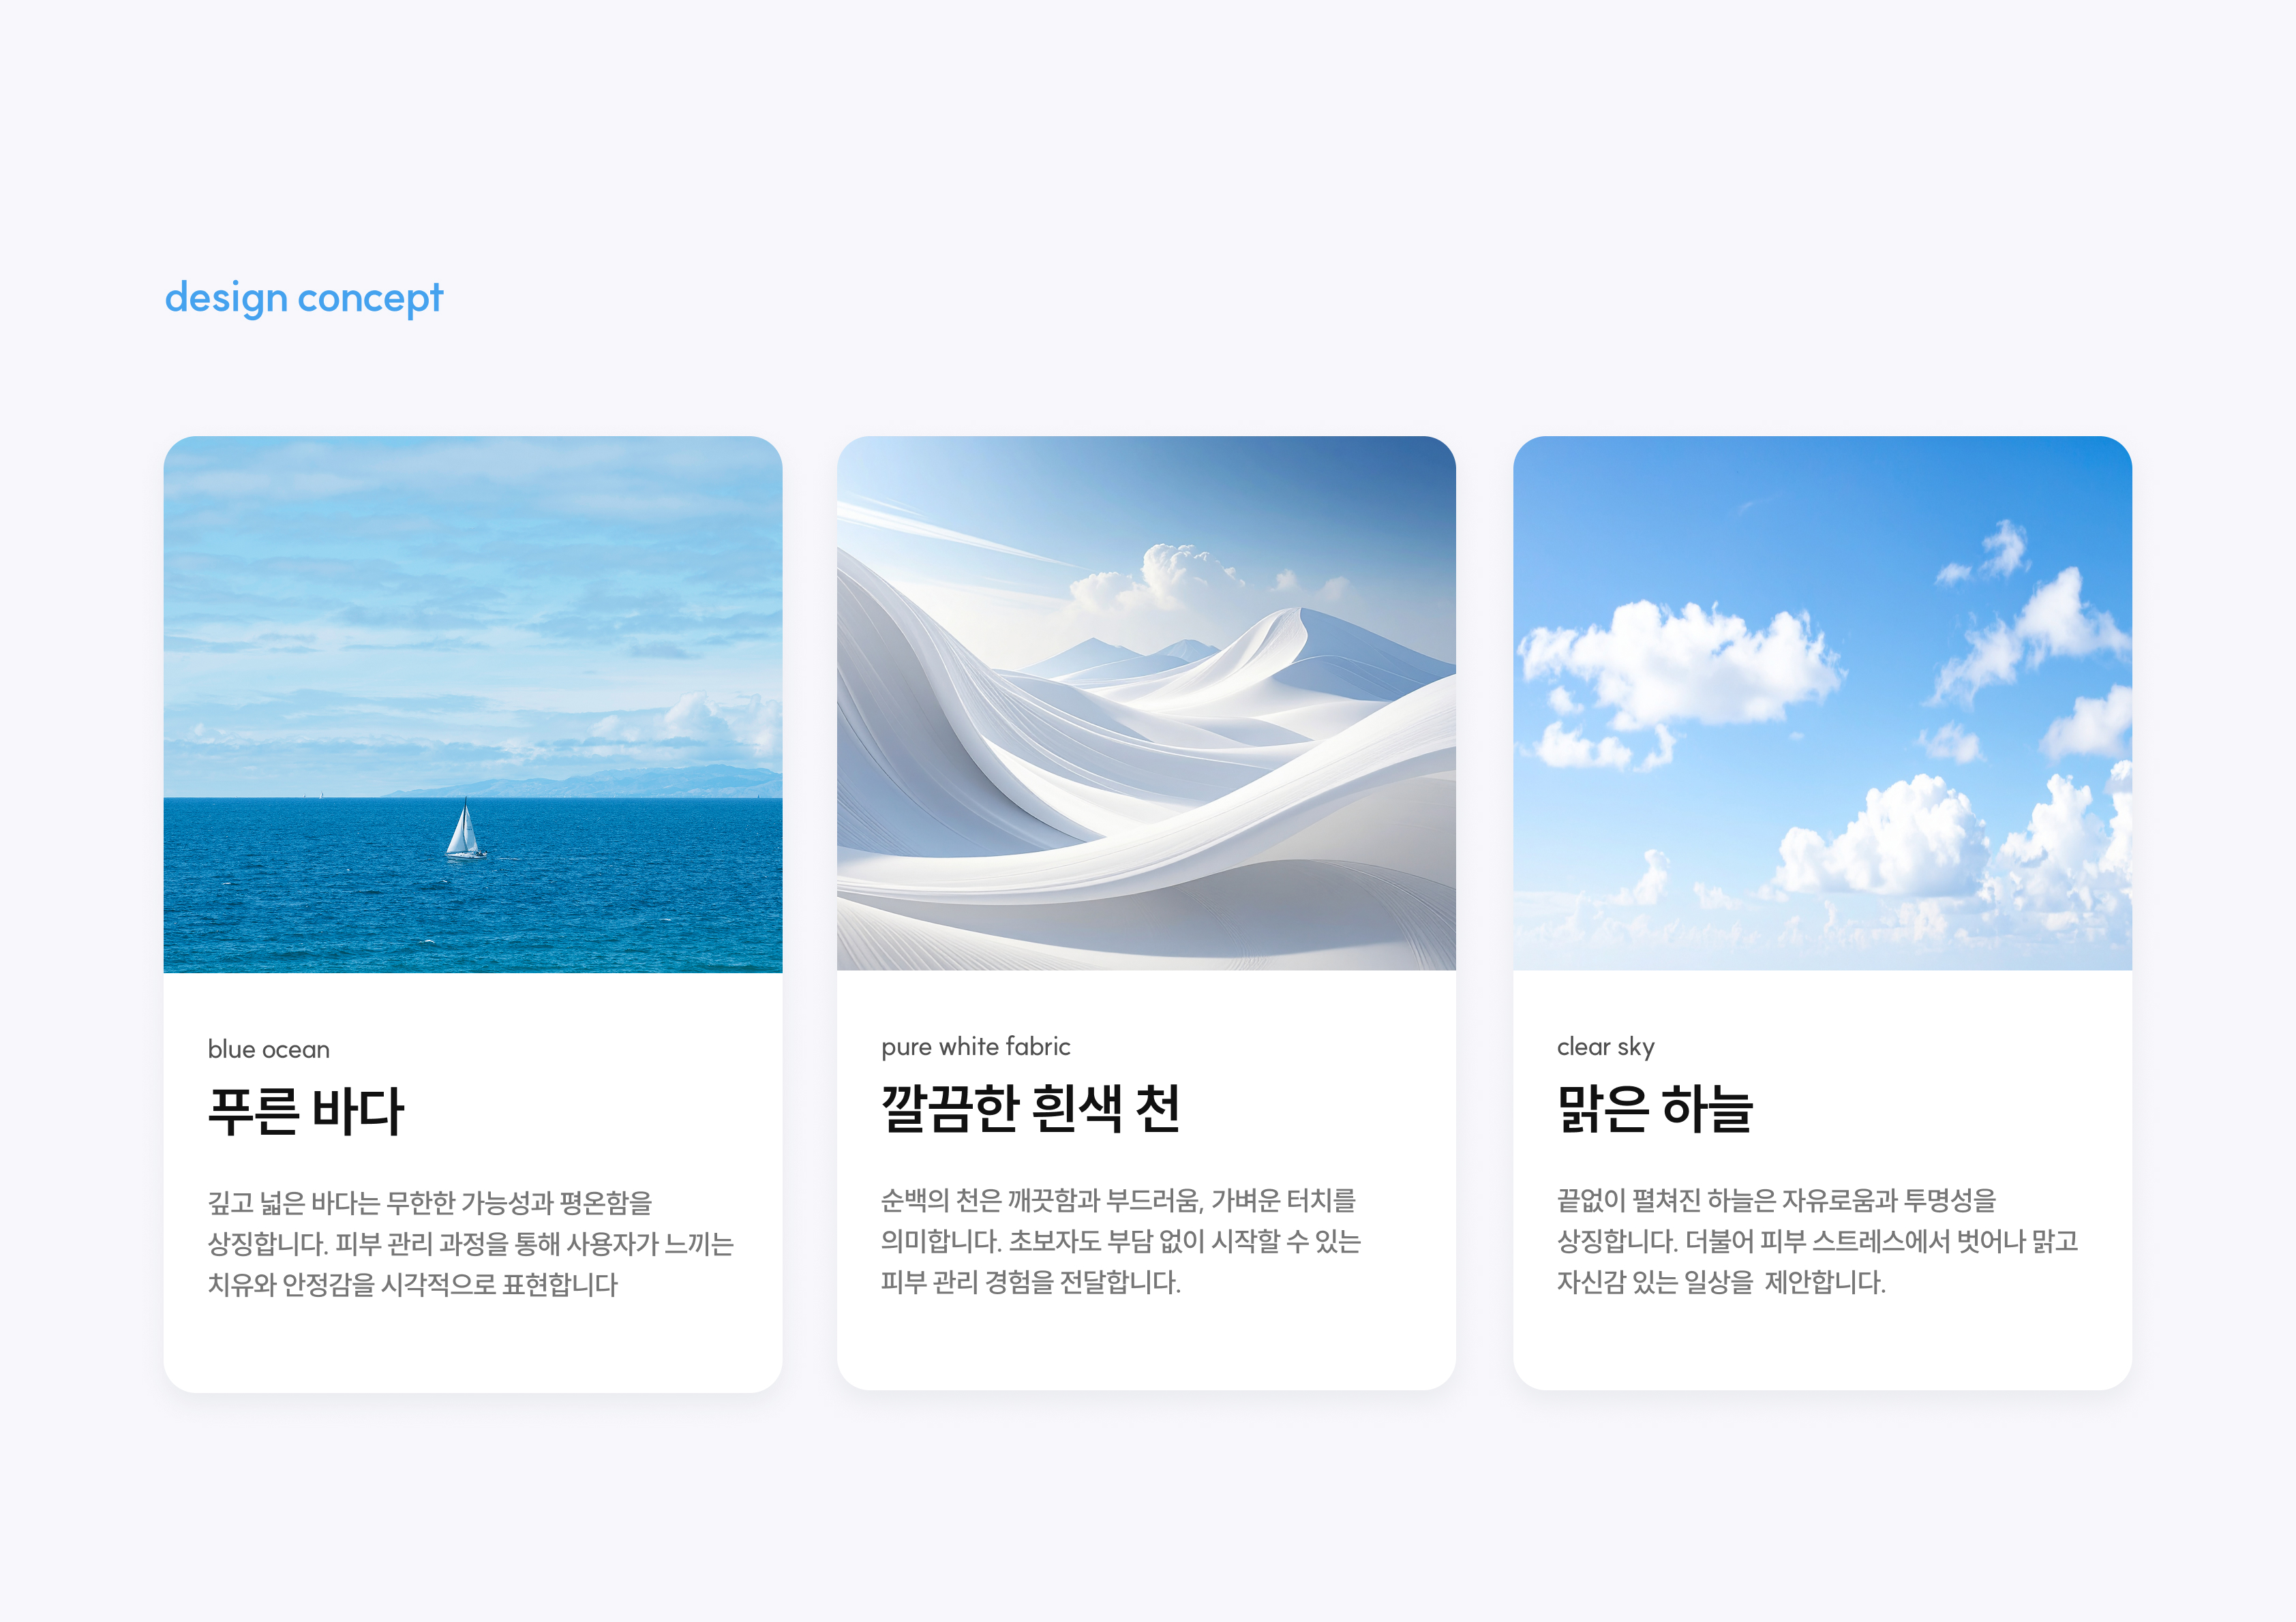 design concept
blue ocean
푸른 바다
깊고 넓은 바다는 무한한 가능성과 평온함을
상징합니다. 피부 관리 과정을 통해 사용자가 느끼는
치유와 안정감을 시각적으로 표현합니다
pure white fabric
깔끔한 흰색 천
순백의 천은 깨끗함과 부드러움, 가벼운 터치를
의미합니다. 초보자도 부담 없이 시작할 수 있는
피부 관리 경험을 전달합니다.
clear sky
맑은 하늘
끝없이 펼쳐진 하늘은 자유로움과 투명성을
상징합니다. 더불어 피부 스트레스에서 벗어나 맑고
자신감 있는 일상을  제안합니다.